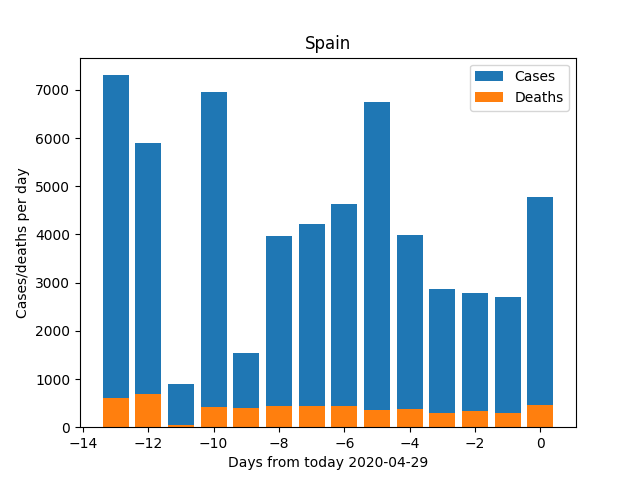 Spain
Cases
Deaths
Cases/deaths per day
7000
6000
5000
4000
3000
2000
1000
0
−14 −12 −10 −8 −6 −4 −2 0
Days from today 2020-04-29